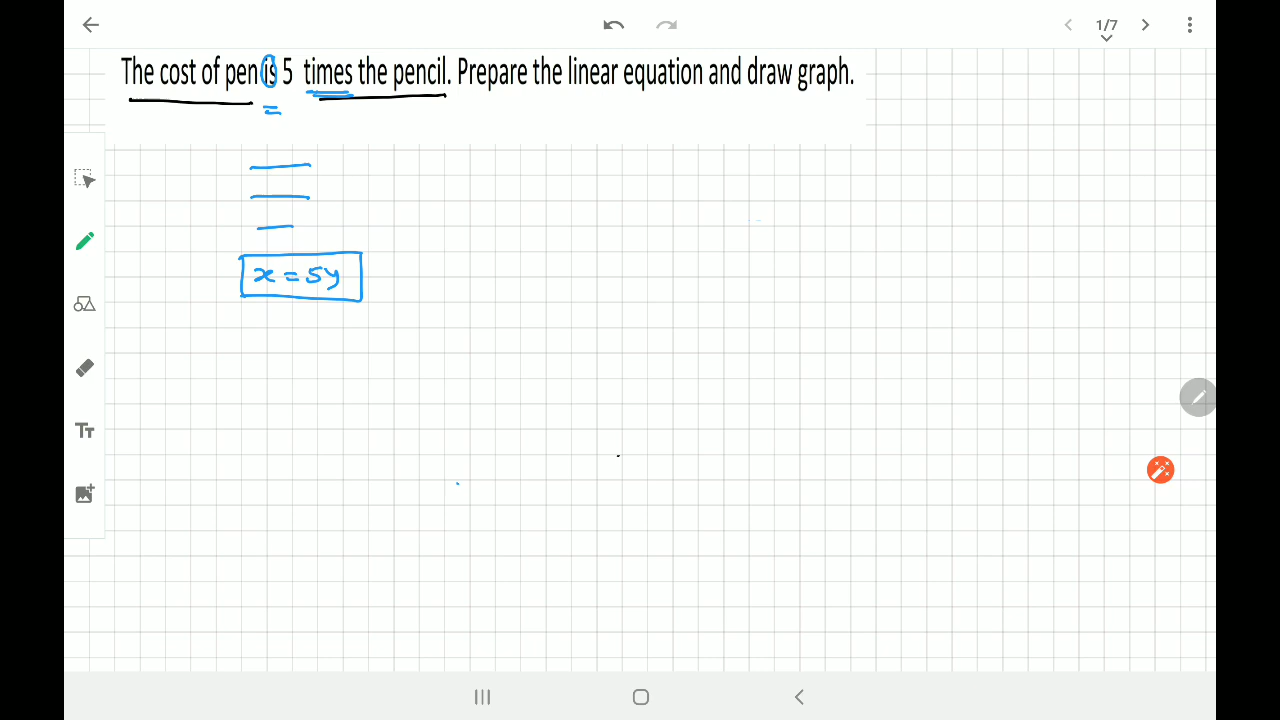 1/7
The cost of pen is 5 times the pencil. Prepare the linear equation and draw graph.
=
x = 5y
Tт